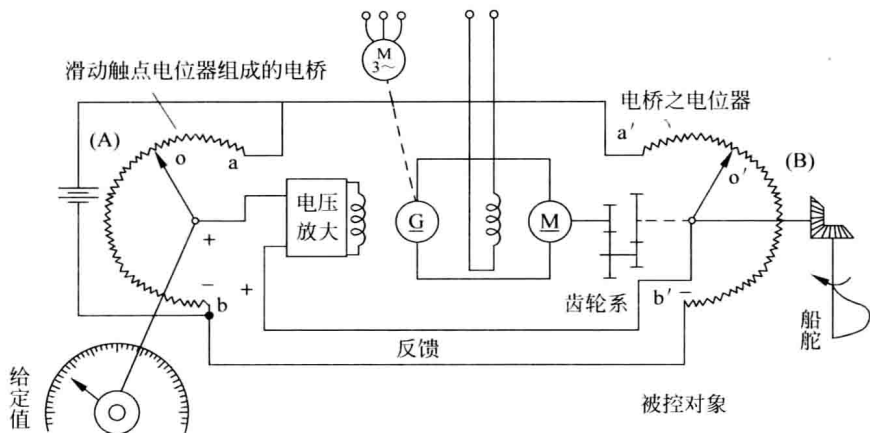 M
3~
滑动触点电位器组成的电桥
电桥之电位器
(A)
o
a
a′
(B)
o′
电压
放大
G
M
+
−
+
b
b′
−
齿轮系
反馈
船舵
给定值
被控对象